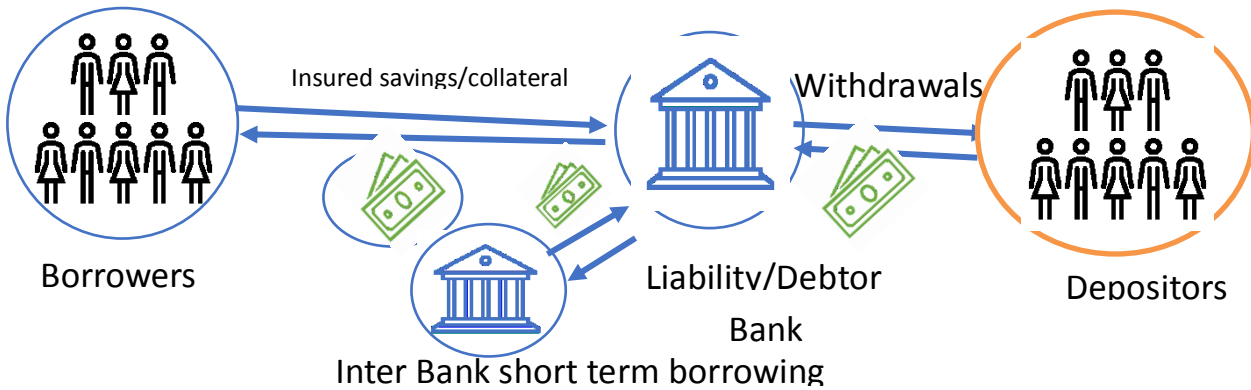 Insured savings/collateral
Withdrawals
Borrowers
Liability/Debtor
Bank
Depositors
Inter Bank short term borrowing